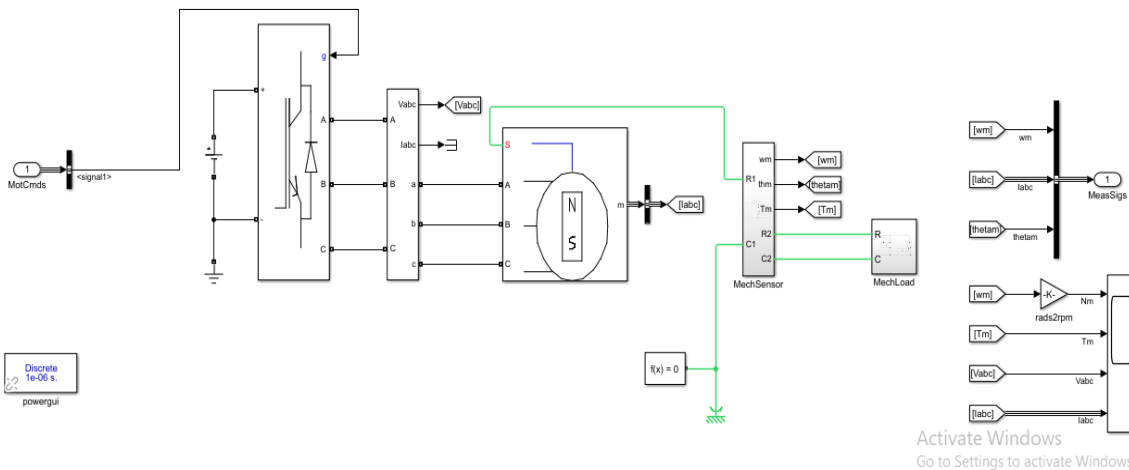 1
MotCmds
<signal1>
g
+
-
A
B
C
A
B
C
Vabc
Iabc
a
b
c
[Vabc]
S
A
B
C
N
S
m
[Iabc]
R1
C1
wm
thm
Tm
R2
C2
MechSensor
[wm]
[thetam]
[Tm]
R
C
MechLoad
f(x) = 0
Discrete
1e-06 s.
powergui
[wm]
wm
[Iabc]
Iabc
[thetam]
thetam
1
MeasSigs
[wm]
-K-
rads2rpm
Nm
[Tm]
Tm
[Vabc]
Vabc
[Iabc]
Iabc
Activate Windows
Go to Settings to activate Windows